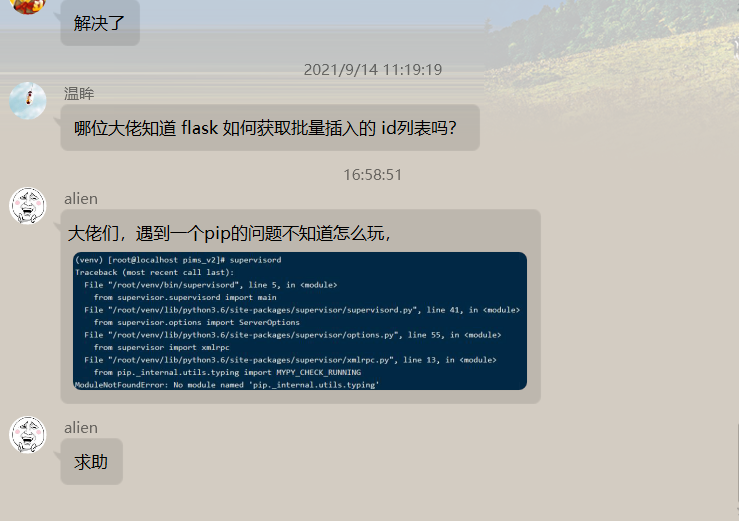 解决了
2021/9/14 11:19:19
温眸
哪位大佬知道 flask 如何获取批量插入的 id列表吗?
16:58:51
alien
大佬们，遇到一个pip的问题不知道怎么玩，
(venv) [root@localhost pims_v2]# supervisord
Traceback (most recent call last):
File "/root/venv/bin/supervisord", line 5, in <module>
from supervisor.supervisord import main
File "/root/venv/lib/python3.6/site-packages/supervisor/supervisord.py", line 41, in <module>
from supervisor.options import ServerOptions
File "/root/venv/lib/python3.6/site-packages/supervisor/options.py", line 55, in <module>
from supervisor import xmlrpc
File "/root/venv/lib/python3.6/site-packages/supervisor/xmlrpc.py", line 13, in <module>
from pip._internal.utils.typing import MYPY_CHECK_RUNNING
ModuleNotFoundError: No module named 'pip._internal.utils.typing'
alien
求助